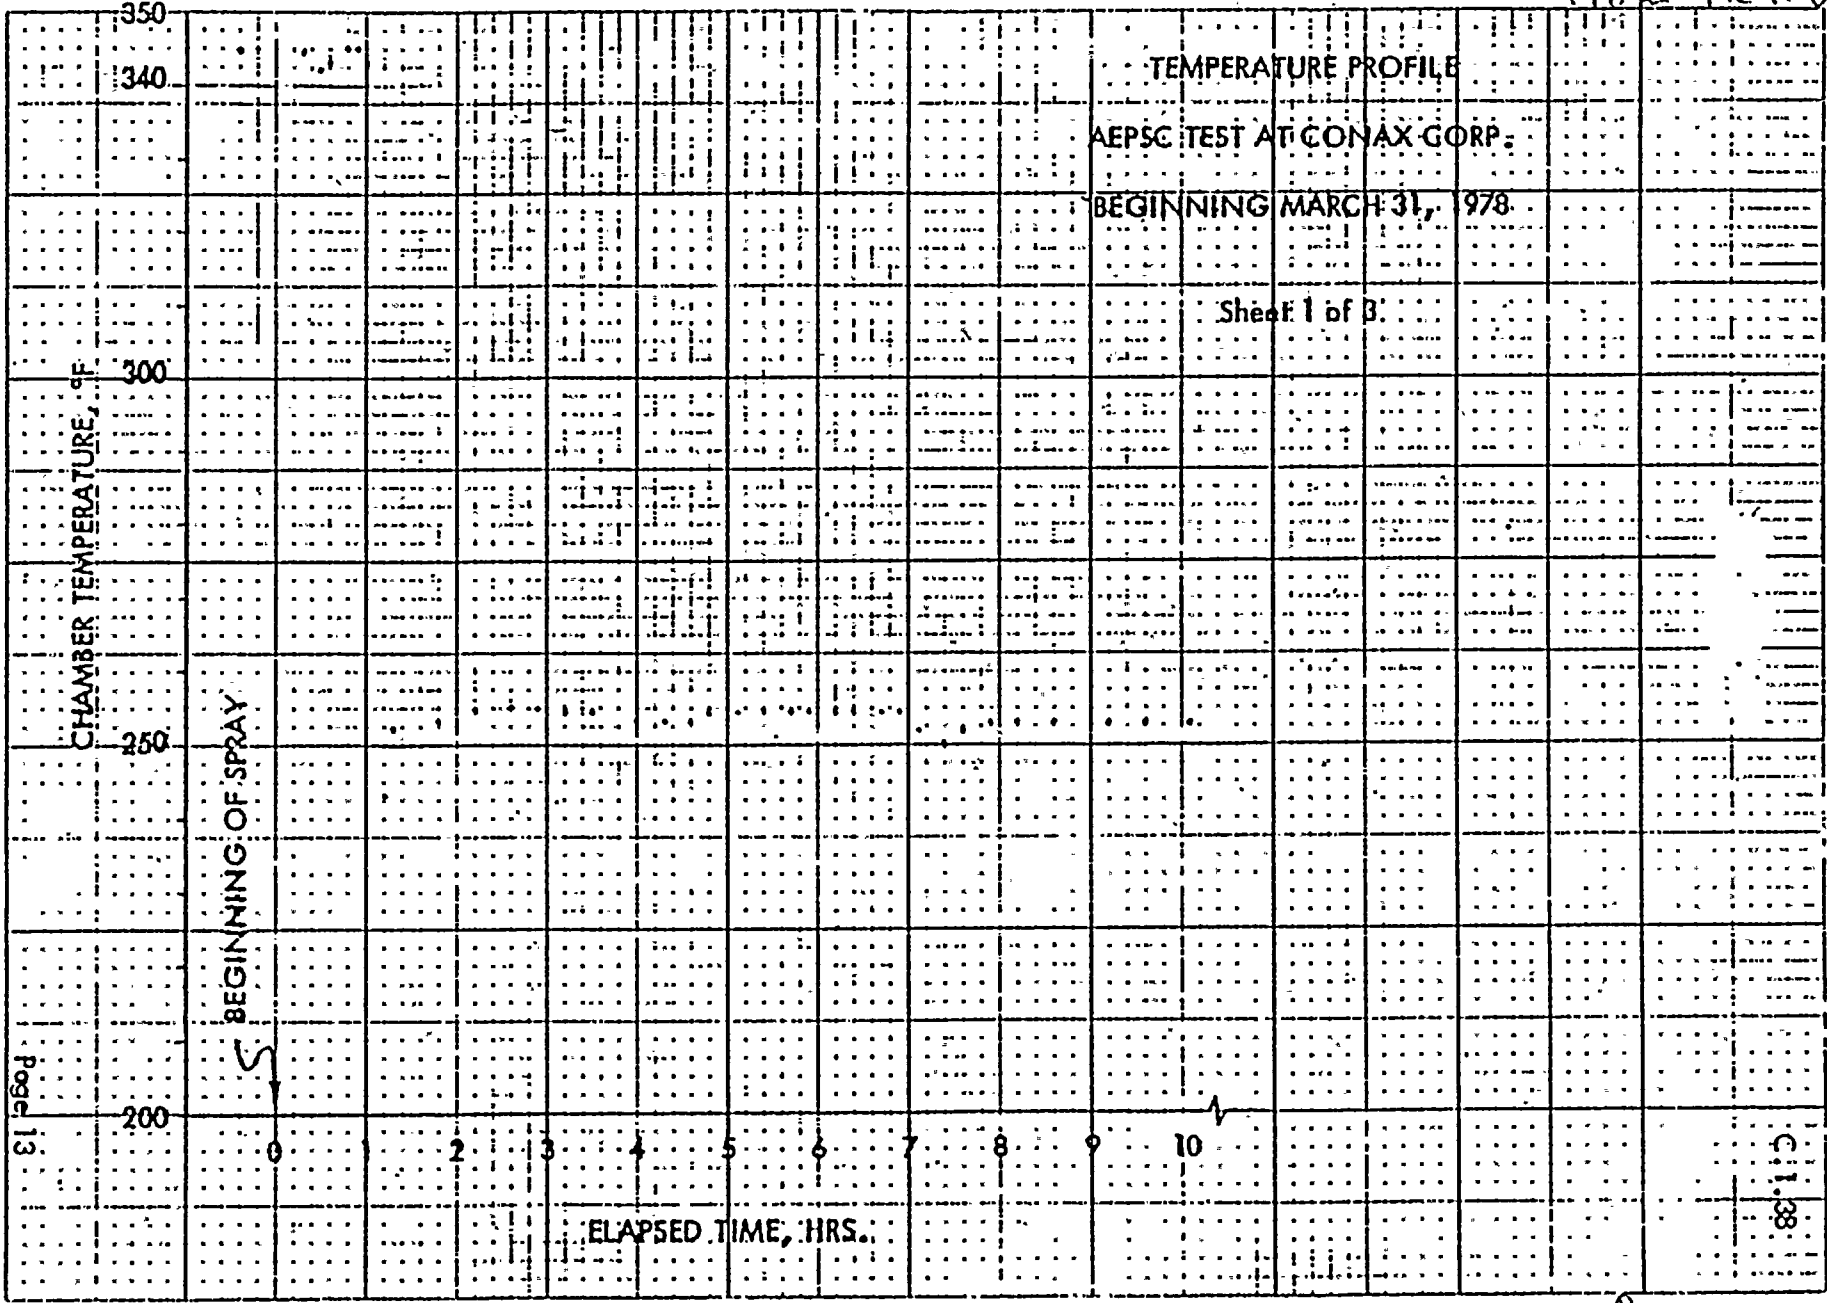 TEMPERATURE PROFILE
AEPSC TEST AT CONAX CORP.
BEGINNING MARCH 31, 1978
Sheet 1 of 3
CHAMBER TEMPERATURE, °F
350
340
300
250
200
BEGINNING OF SPRAY
0 1 2 3 4 5 6 7 8 9 10
ELAPSED TIME, HRS.
Page 13
C.1.38